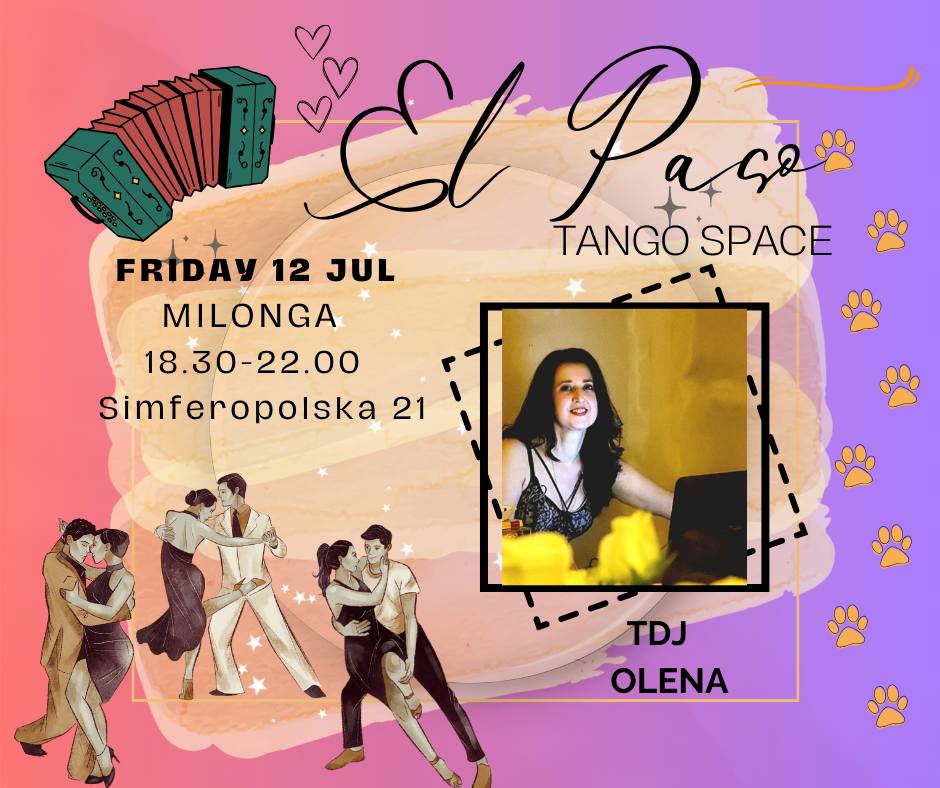 El Paso
TANGO SPACE
FRIDAY 12 JUL
MILONGA
18.30-22.00
Simferopolska 21
TDJ
OLENA